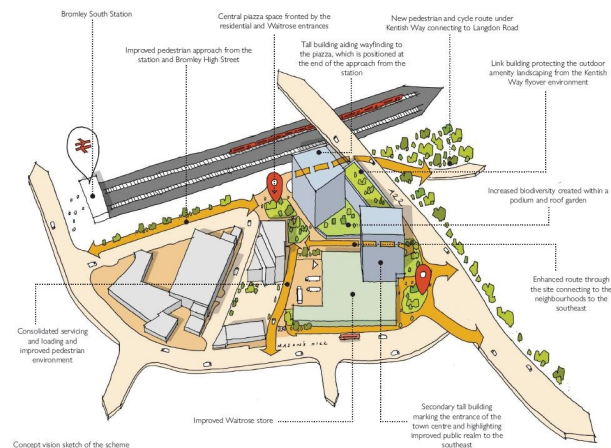 Bromley South Station
Central piazza space fronted by the
residential and Waitrose entrances
New pedestrian and cycle route under
Kentish Way connecting to Langdon Road
Improved pedestrian approach from the
station and Bromley High Street
Tall building aiding wayfinding to
the piazza, which is positioned at
the end of the approach from the
station
Link building protecting the outdoor
amenity landscaping from the Kentish
Way flyover environment
Increased biodiversity created within a
podium and roof garden
A22
Enhanced route through
the site connecting to the
neighbourhoods to the
southeast
Consolidated servicing
and loading and
improved pedestrian
environment
MASON'S HILL
Improved Waitrose store
Secondary tall building
marking the entrance of the
town centre and highlighting
improved public realm to the
southeast
Concept vision sketch of the scheme